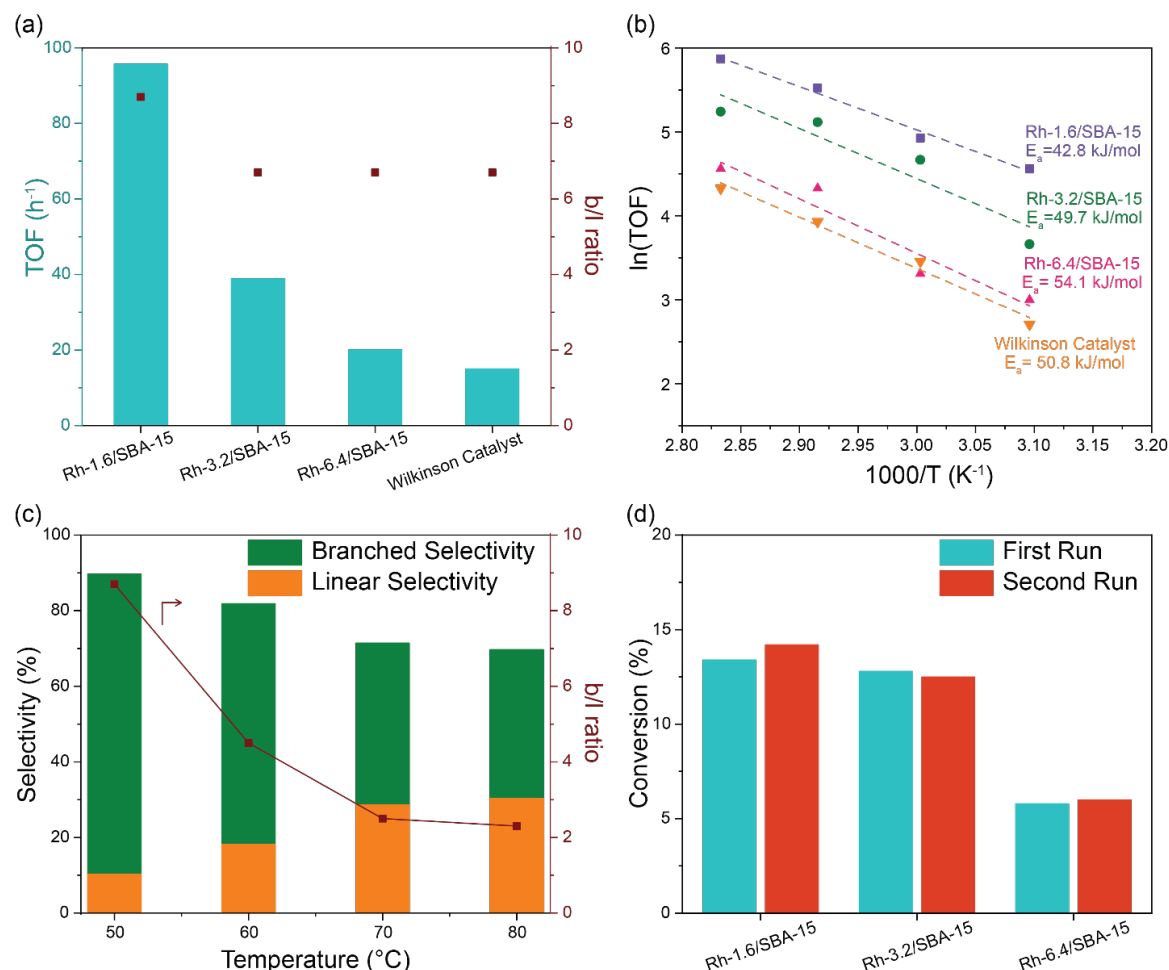 (a)
100
80
60
40
20
0
TOF (h⁻¹)
10
8
6
4
2
0
b/l ratio
Rh-1.6/SBA-15
Rh-3.2/SBA-15
Rh-6.4/SBA-15
Wilkinson Catalyst
(b)
6
5
4
3
2
ln(TOF)
Rh-1.6/SBA-15
Eₐ=42.8 kJ/mol
Rh-3.2/SBA-15
Eₐ=49.7 kJ/mol
Rh-6.4/SBA-15
Eₐ= 54.1 kJ/mol
Wilkinson Catalyst
Eₐ= 50.8 kJ/mol
2.80 2.85 2.90 2.95 3.00 3.05 3.10 3.15 3.20
1000/T (K⁻¹)
(c)
100
80
60
40
20
0
Selectivity (%)
Branched Selectivity
Linear Selectivity
10
8
6
4
2
0
b/l ratio
50 60 70 80
Temperature (°C)
(d)
20
15
10
5
0
Conversion (%)
First Run
Second Run
Rh-1.6/SBA-15
Rh-3.2/SBA-15
Rh-6.4/SBA-15